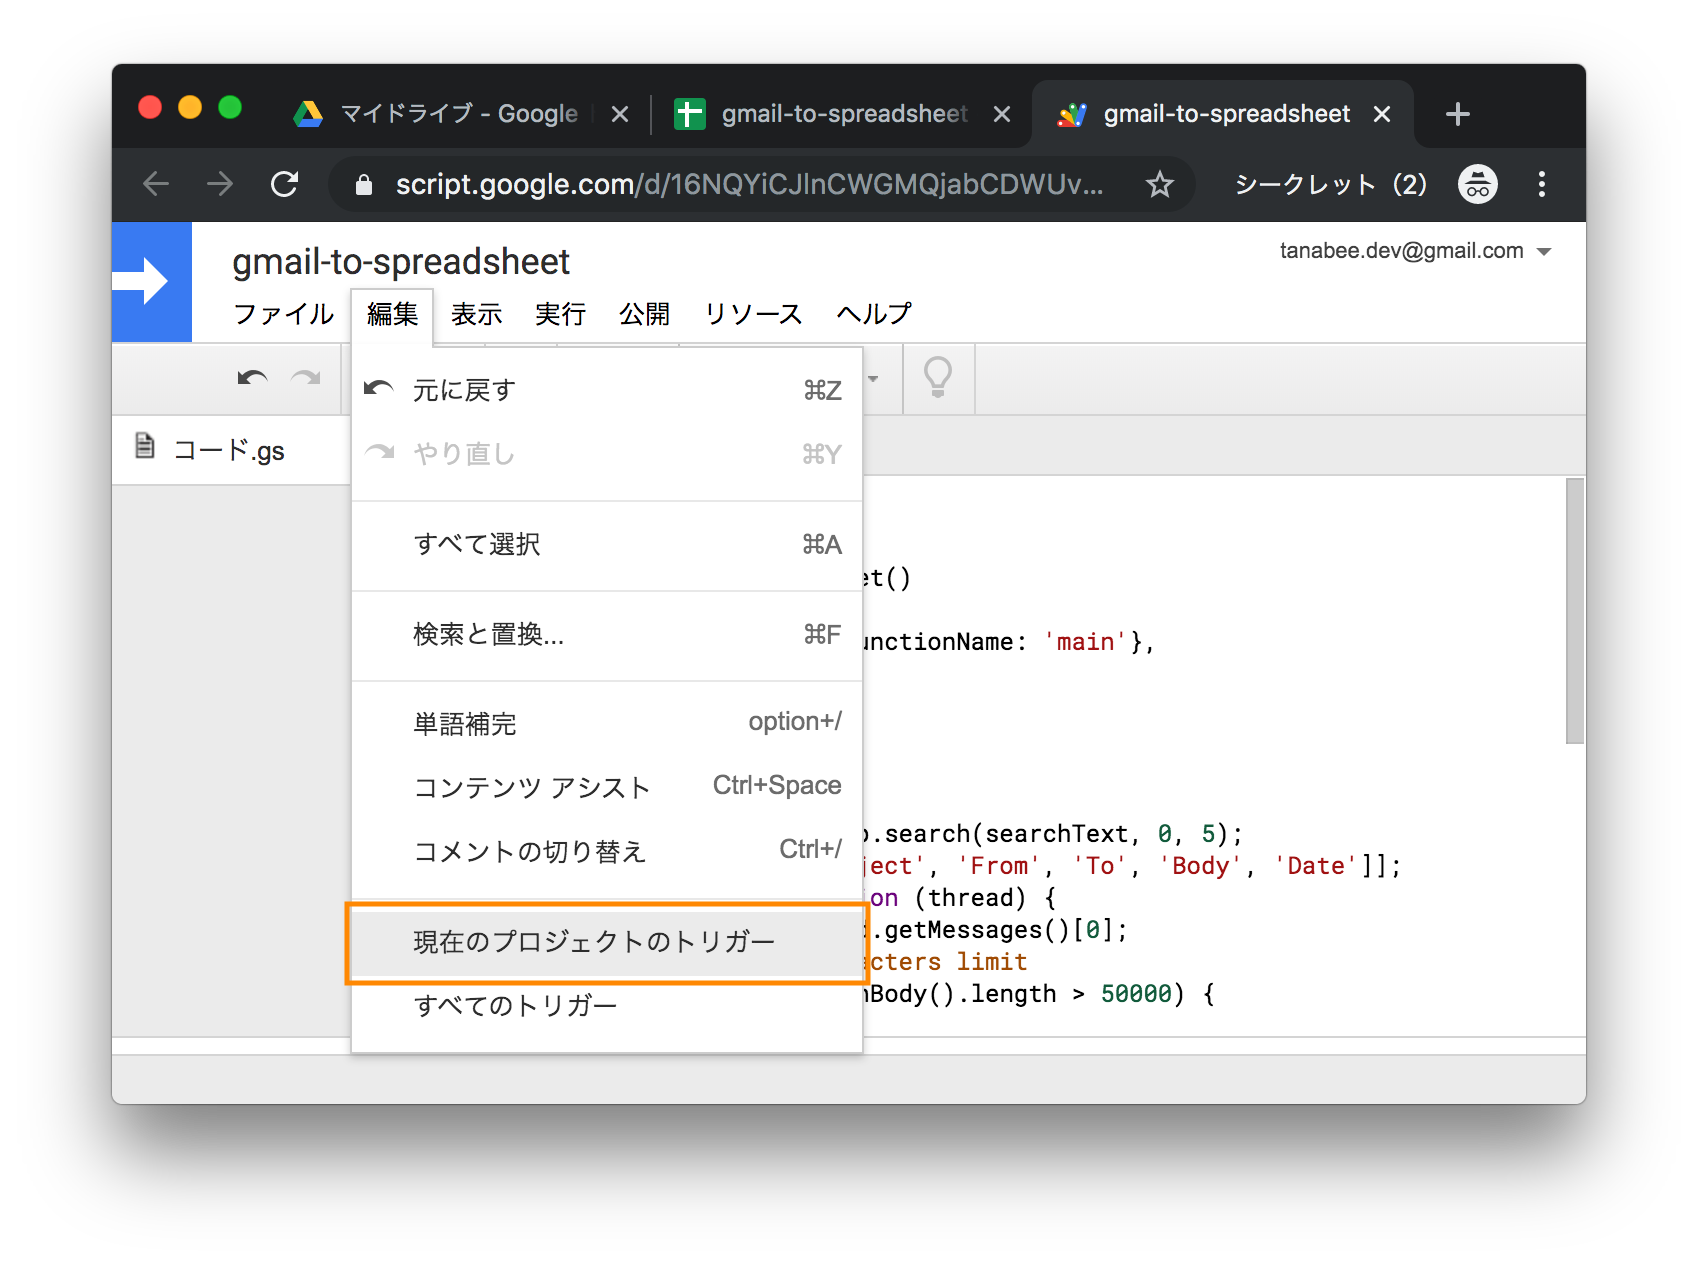 マイドライブ - Google
gmail-to-spreadsheet
gmail-to-spreadsheet
script.google.com/d/16NQYiCJlnCWGMQjabCDWUv...
シークレット（2）
gmail-to-spreadsheet
tanabee.dev@gmail.com
ファイル 編集 表示 実行 公開 リソース ヘルプ
コード.gs
元に戻す ⌘Z
やり直し ⌘Y
すべて選択 ⌘A
検索と置換... ⌘F
単語補完 option+/
コンテンツ アシスト Ctrl+Space
コメントの切り替え Ctrl+/
現在のプロジェクトのトリガー
すべてのトリガー
et()
unctionName: 'main'},
.search(searchText, 0, 5);
ject', 'From', 'To', 'Body', 'Date']];
on (thread) {
.getMessages()[0];
acters limit
nBody().length > 50000) {